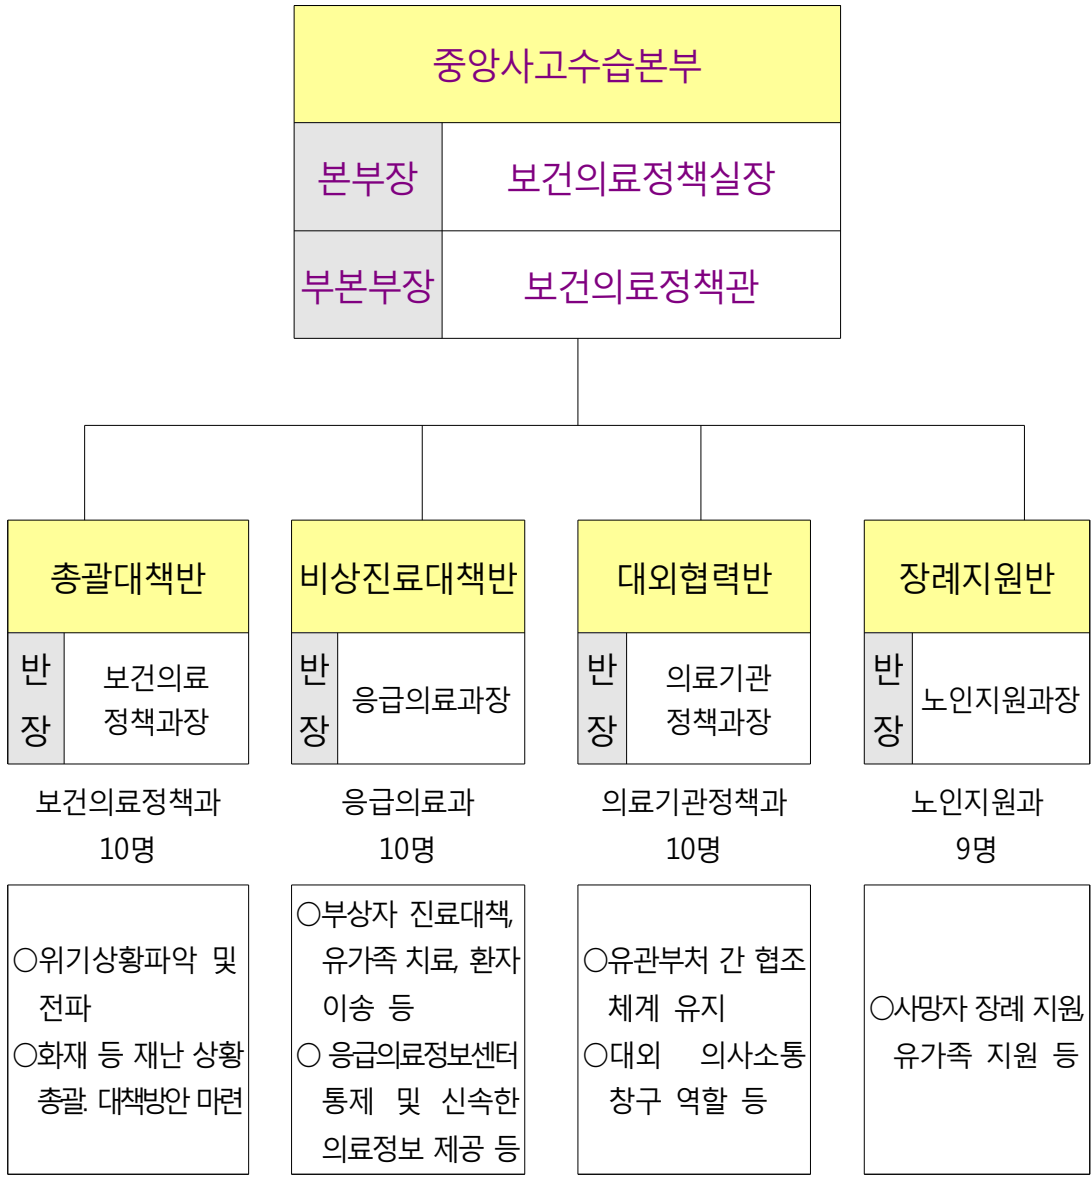 중앙사고수습본부
본부장 보건의료정책실장
부본부장 보건의료정책관
총괄대책반
반
장
보건의료
정책과장
보건의료정책과
10명
○위기상황파악 및
전파
○화재 등 재난 상황
총괄. 대책방안 마련
비상진료대책반
반
장
응급의료과장
응급의료과
10명
○부상자 진료대책,
유가족 치료, 환자
이송 등
○ 응급의료정보센터
통제 및 신속한
의료정보 제공 등
대외협력반
반
장
의료기관
정책과장
의료기관정책과
10명
○유관부처 간 협조
체계 유지
○대외 의사소통
창구 역할 등
장례지원반
반
장
노인지원과장
노인지원과
9명
○사망자 장례 지원,
유가족 지원 등